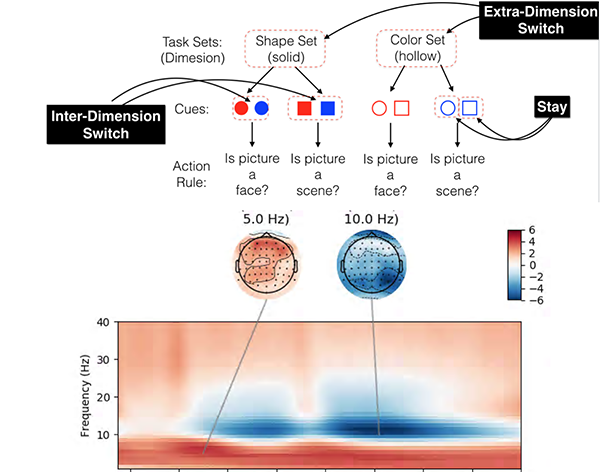 Extra-Dimension
Switch
Task Sets:
(Dimesion)
Shape Set
(solid)
Color Set
(hollow)
Inter-Dimension
Switch
Cues:
Stay
Action
Rule:
Is picture
a
face?
Is picture
a
scene?
Is picture
a
face?
Is picture
a
scene?
5.0 Hz)
10.0 Hz)
6
4
2
0
−2
−4
−6
Frequency (Hz)
40
30
20
10